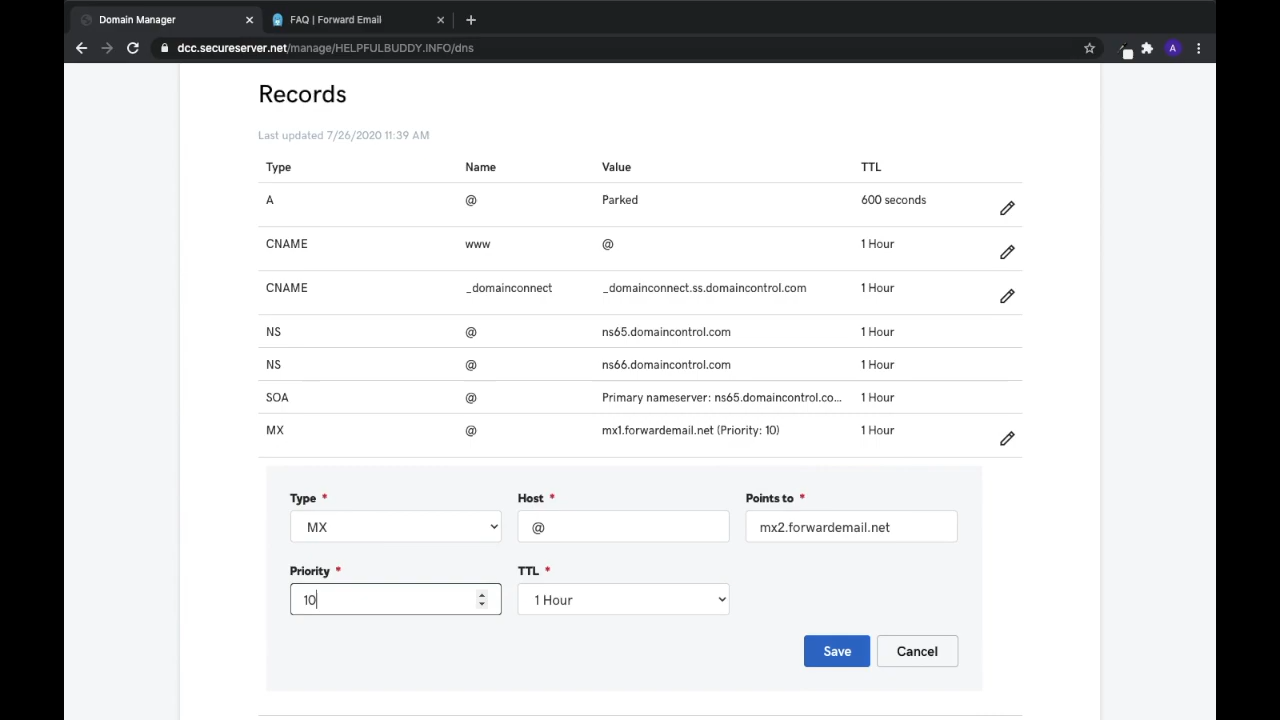 Domain Manager
FAQ | Forward Email
dcc.secureserver.net/manage/HELPFULBUDDY.INFO/dns
A
Records
Last updated 7/26/2020 11:39 AM
Type Name Value TTL
A @ Parked 600 seconds
CNAME www @ 1 Hour
CNAME _domainconnect _domainconnect.ss.domaincontrol.com 1 Hour
NS @ ns65.domaincontrol.com 1 Hour
NS @ ns66.domaincontrol.com 1 Hour
SOA @ Primary nameserver: ns65.domaincontrol.co... 1 Hour
MX @ mx1.forwardemail.net (Priority: 10) 1 Hour
Type * Host * Points to *
MX @ mx2.forwardemail.net
Priority * TTL *
10 1 Hour
Save Cancel